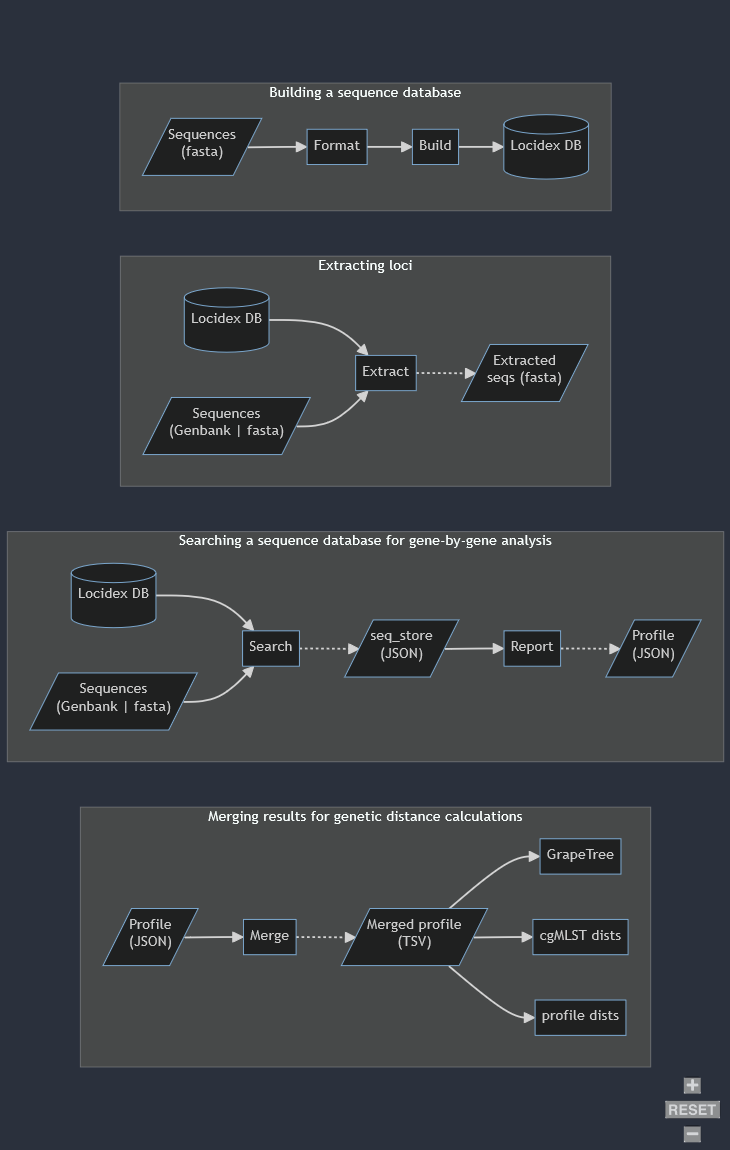 Building a sequence database
Sequences
(fasta)
Format
Build
Locidex DB
Extracting loci
Locidex DB
Extract
Extracted
seqs (fasta)
Sequences
(Genbank | fasta)
Searching a sequence database for gene-by-gene analysis
Locidex DB
Search
seq_store
(JSON)
Report
Profile
(JSON)
Sequences
(Genbank | fasta)
Merging results for genetic distance calculations
GrapeTree
Profile
(JSON)
Merge
Merged profile
(TSV)
cgMLST dists
profile dists
+
RESET
−